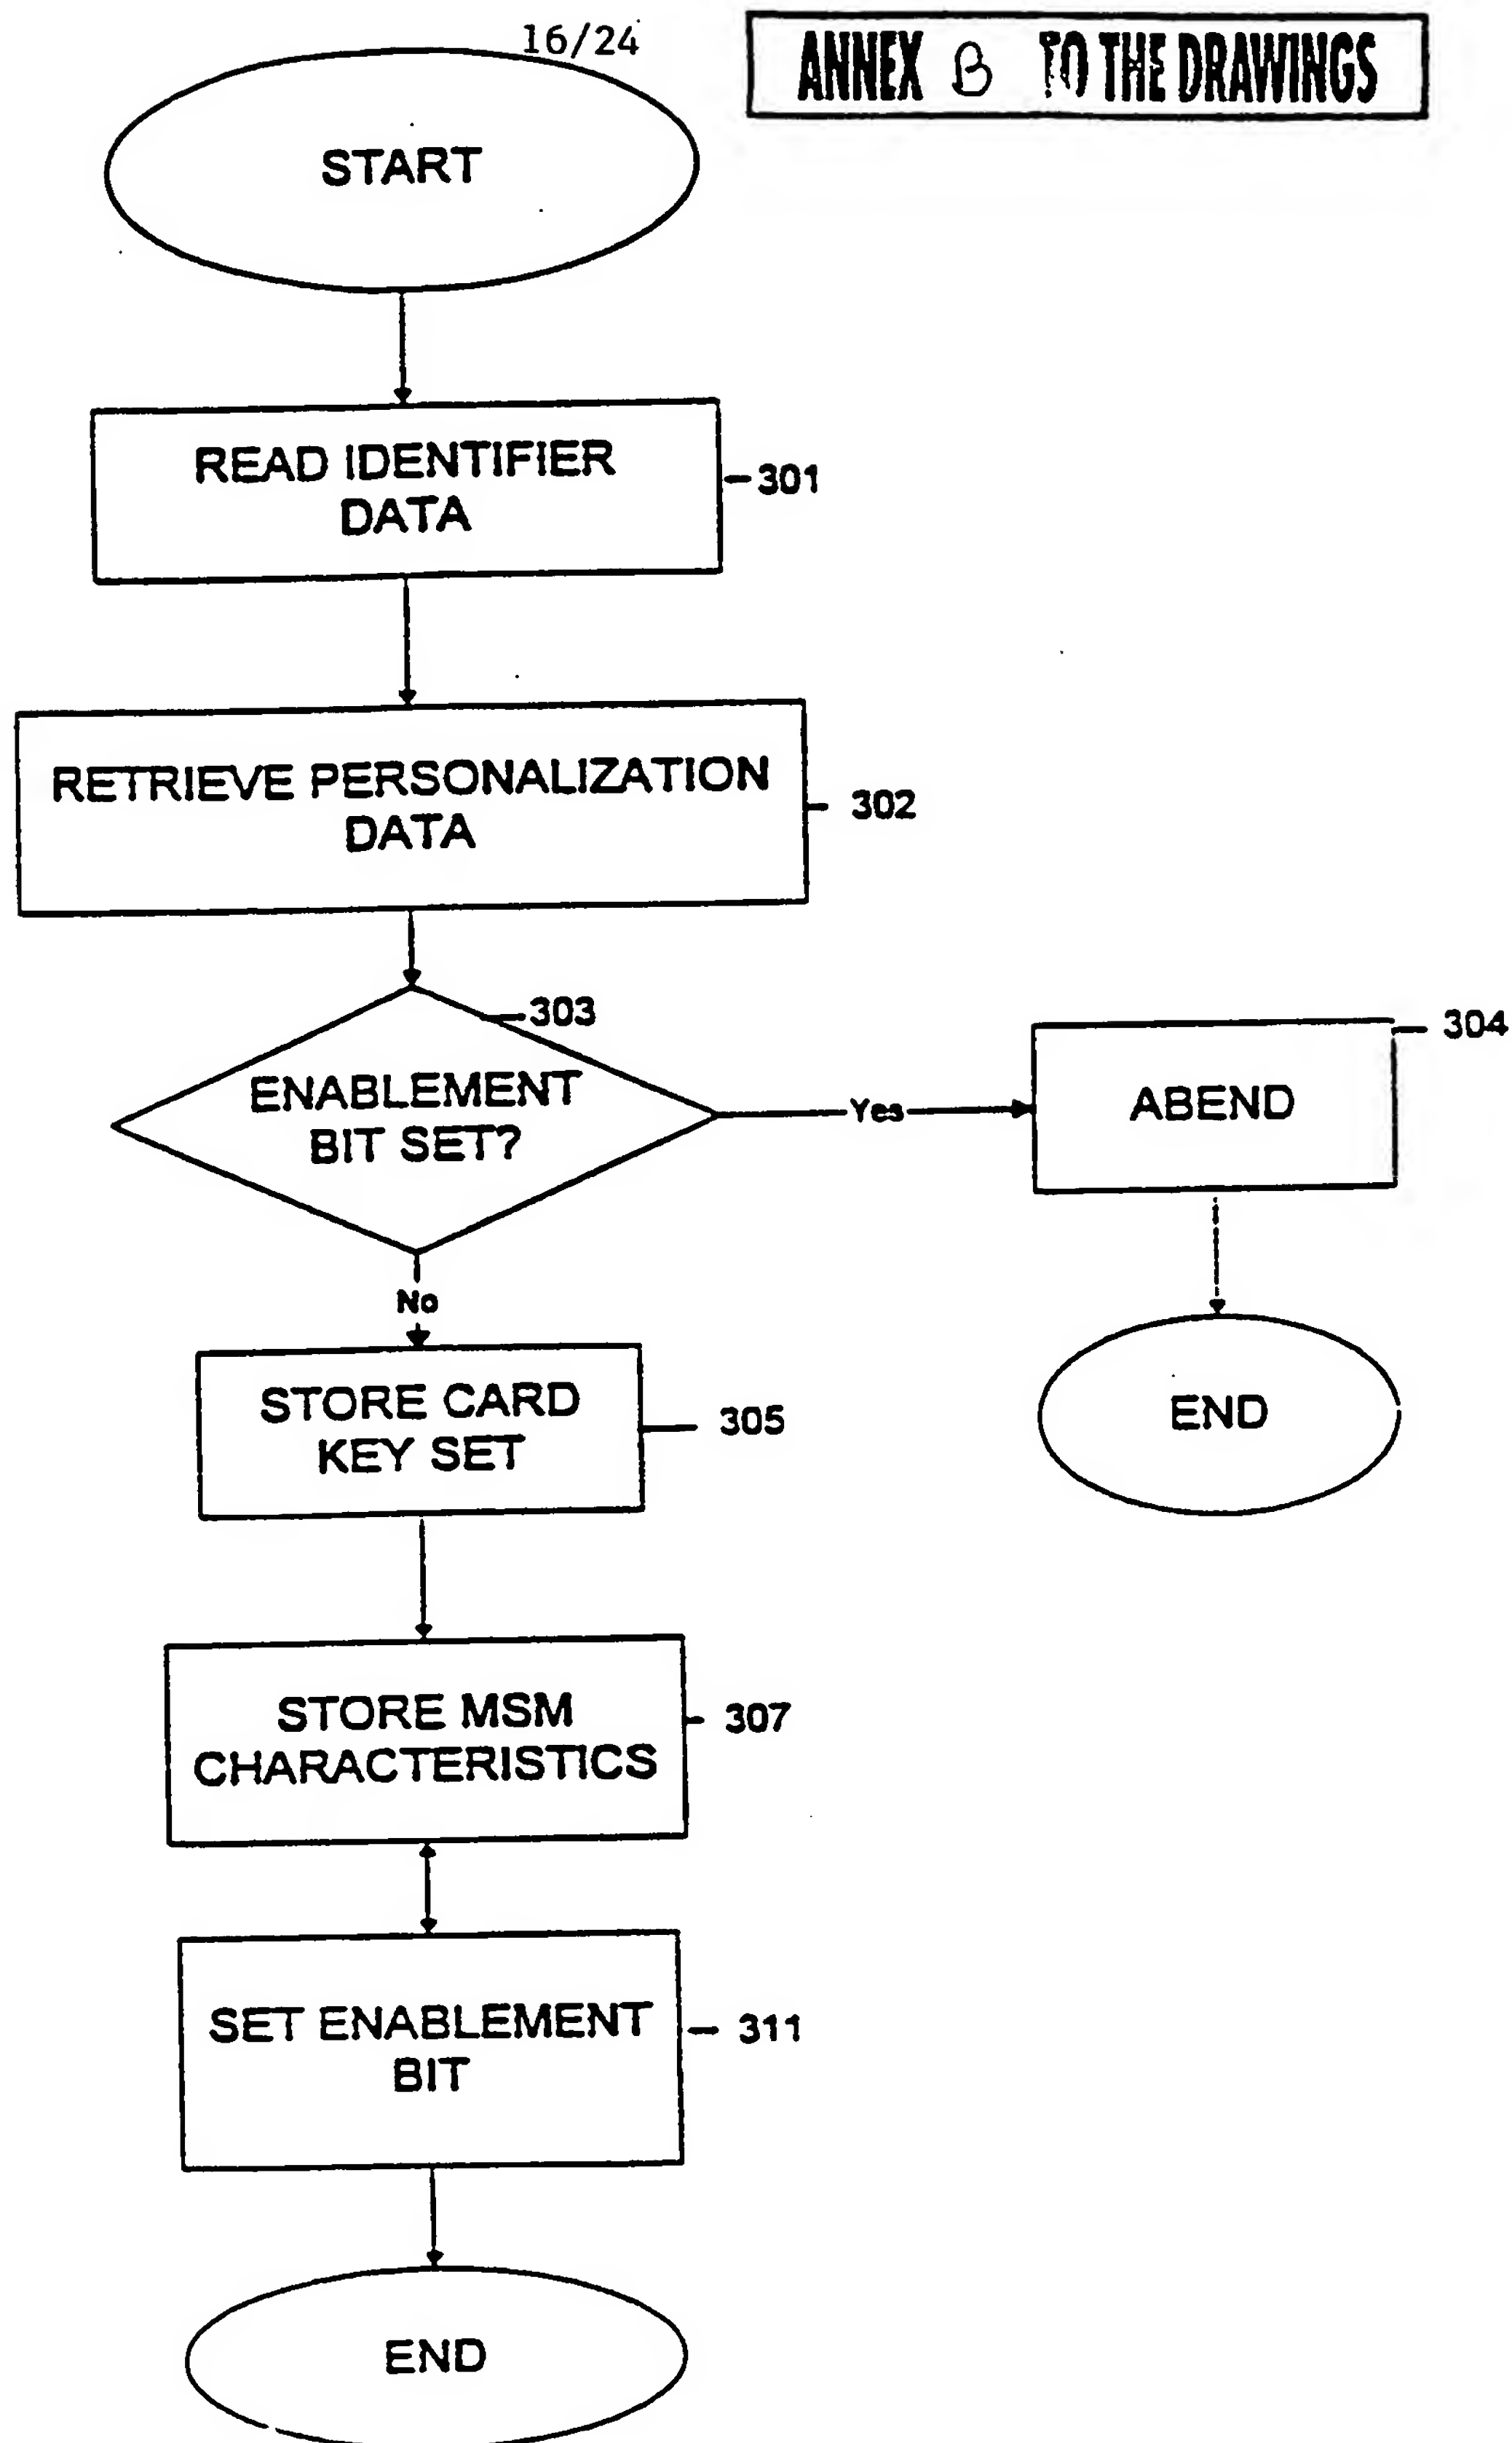 16/24
ANNEX B TO THE DRAWINGS
START
READ IDENTIFIER
DATA
301
RETRIEVE PERSONALIZATION
DATA
302
303
ENABLEMENT
BIT SET?
Yes
304
ABEND
No
END
STORE CARD
KEY SET
305
STORE MSM
CHARACTERISTICS
307
SET ENABLEMENT
BIT
311
END